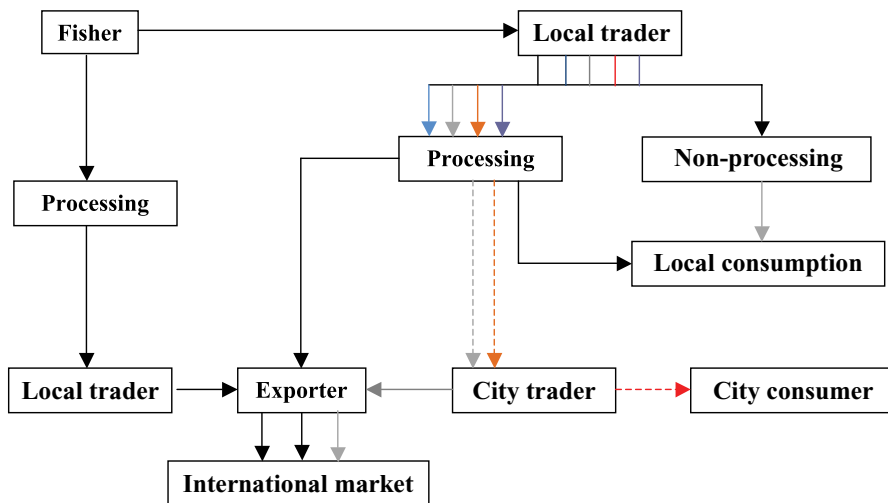 Fisher
Local trader
Processing
Non-processing
Processing
Local consumption
Local trader
Exporter
City trader
City consumer
International market